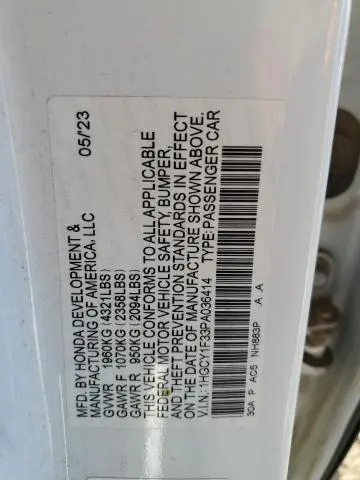 MFD. BY HONDA DEVELOPMENT & 05/'23
MANUFACTURING OF AMERICA, LLC
GVWR 1960KG (4321LBS)
GAWR F 1070KG (2358LBS)
GAWR R 950KG (2094LBS)
THIS VEHICLE CONFORMS TO ALL APPLICABLE
FEDERAL MOTOR VEHICLE SAFETY, BUMPER,
AND THEFT PREVENTION STANDARDS IN EFFECT
ON THE DATE OF MANUFACTURE SHOWN ABOVE.
V.I.N.: 1HGCY1F33PA036414 TYPE:PASSENGER CAR
30A P AC5 NH883P .A .A